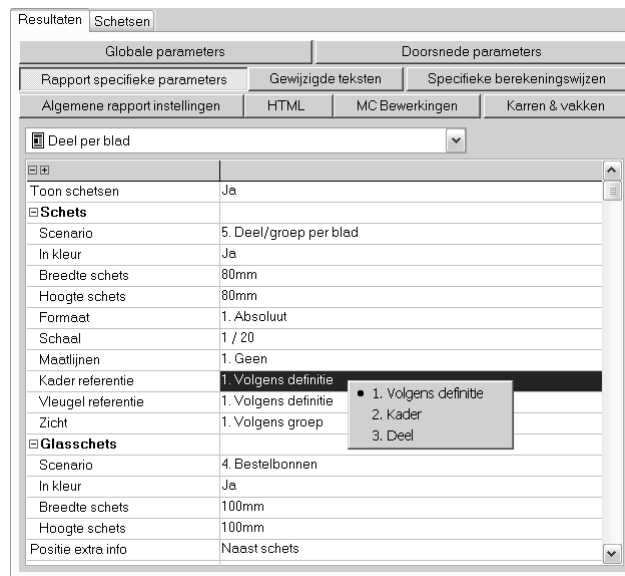 Resultaten Schetsen
Globale parameters Doorsnede parameters
Rapport specifieke parameters Gewijzigde teksten Specifieke berekeningswijzen
Algemene rapport instellingen HTML MC Bewerkingen Karren & vakken
Deel per blad
Toon schetsen Ja
Schets
Scenario 5. Deel/groep per blad
In kleur Ja
Breedte schets 80mm
Hoogte schets 80mm
Formaat 1. Absoluut
Schaal 1 / 20
Maatlijnen 1. Geen
Kader referentie 1. Volgens definitie
1. Volgens definitie
Vleugel referentie 1. Volgens definitie
2. Kader
Zicht 1. Volgens groep
3. Deel
Glasschets
Scenario 4. Bestelbonnen
In kleur Ja
Breedte schets 100mm
Hoogte schets 100mm
Positie extra info Naast schets